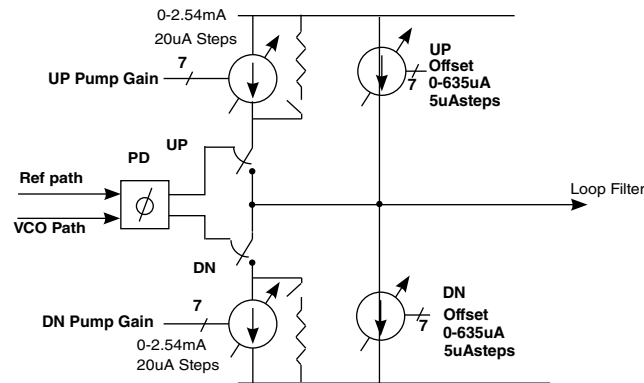 0-2.54mA
20uA Steps
7
UP Pump Gain
UP
Offset
0-635uA
5uAsteps
7
UP
PD
Ref path
ϕ
VCO Path
Loop Filter
DN
7
DN Pump Gain
0-2.54mA
20uA Steps
DN
Offset
0-635uA
5uAsteps
7